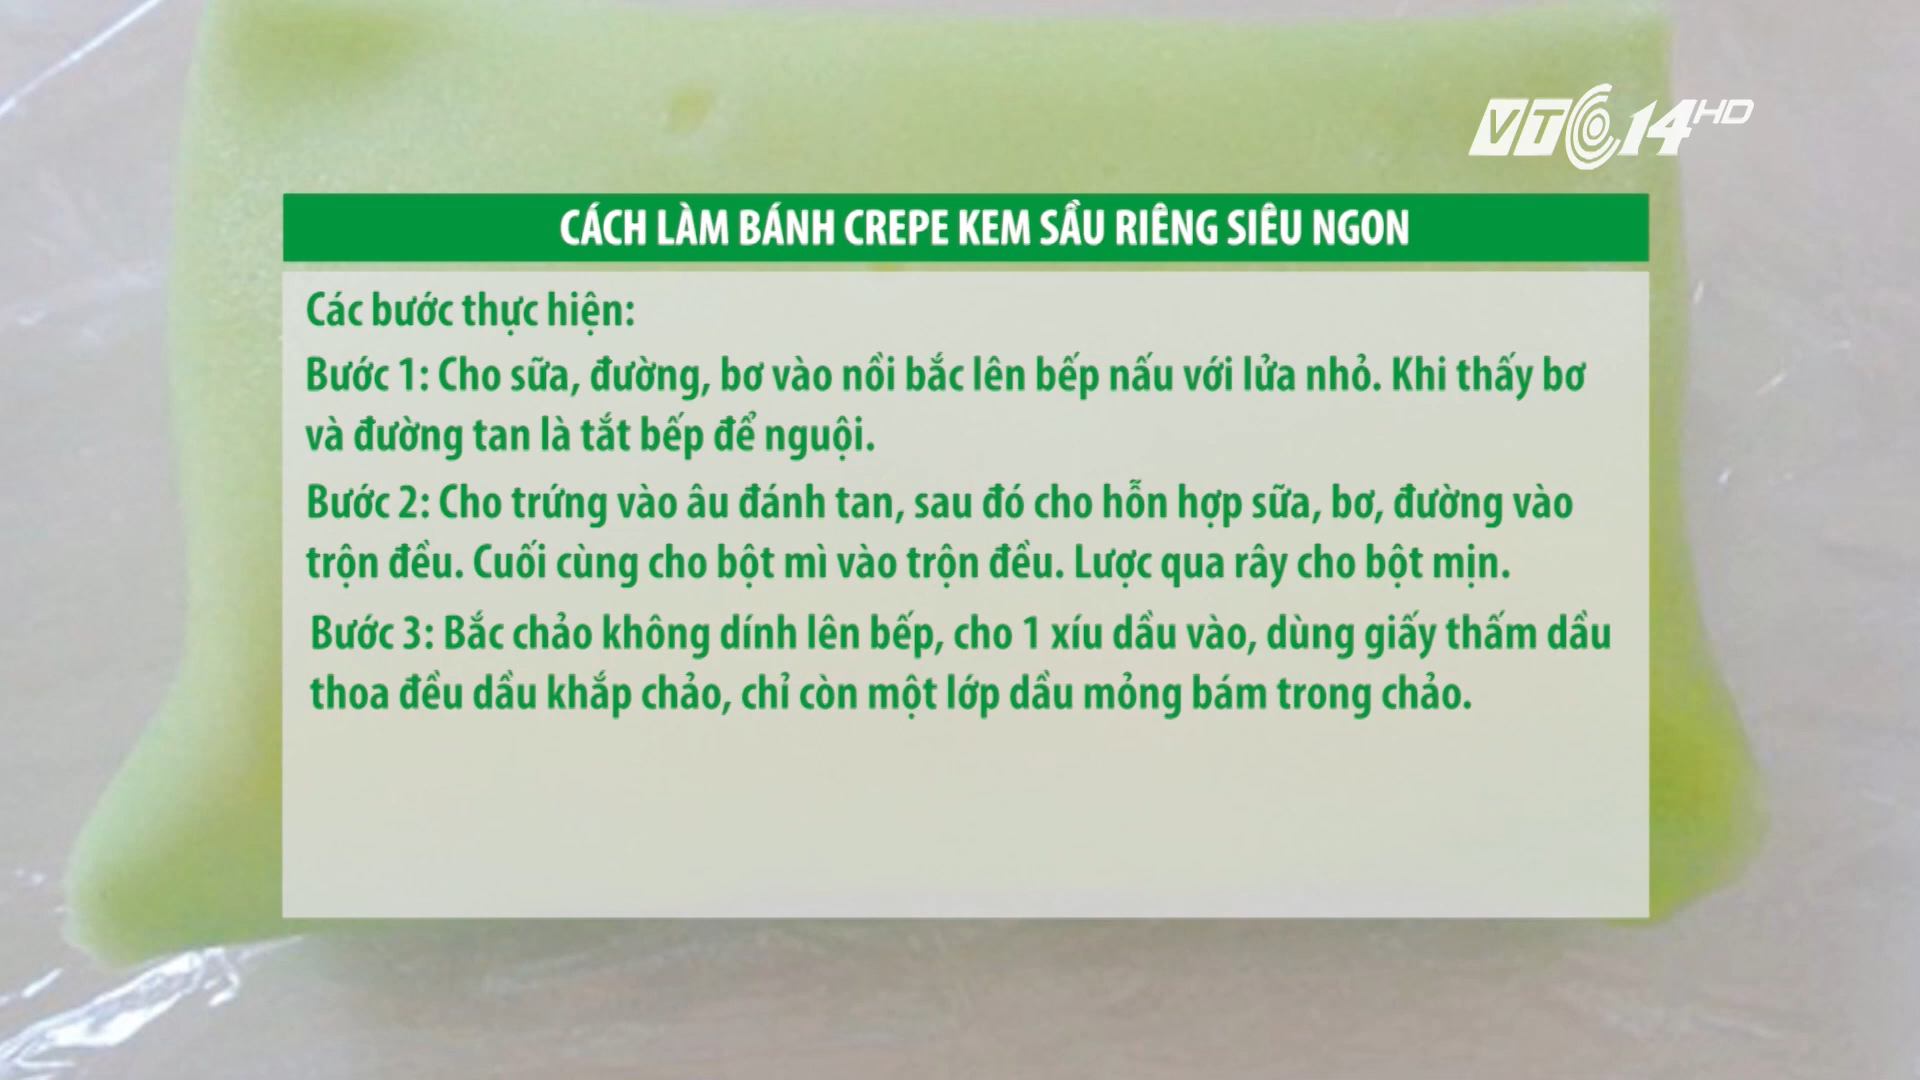 VTC14HD
CÁCH LÀM BÁNH CREPE KEM SẦU RIÊNG SIÊU NGON
Các bước thực hiện:
Bước 1: Cho sữa, đường, bơ vào nồi bắc lên bếp nấu với lửa nhỏ. Khi thấy bơ
và đường tan là tắt bếp để nguội.
Bước 2: Cho trứng vào âu đánh tan, sau đó cho hỗn hợp sữa, bơ, đường vào
trộn đều. Cuối cùng cho bột mì vào trộn đều. Lược qua rây cho bột mịn.
Bước 3: Bắc chảo không dính lên bếp, cho 1 xíu dầu vào, dùng giấy thấm dầu
thoa đều dầu khắp chảo, chỉ còn một lớp dầu mỏng bám trong chảo.